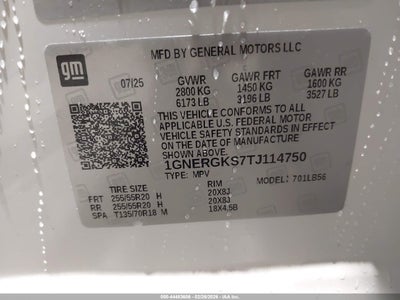 gm
MFD BY GENERAL MOTORS LLC
07/25 GVWR GAWR FRT GAWR RR
2800 KG 1450 KG 1600 KG
6173 LB 3196 LB 3527 LB
THIS VEHICLE CONFORMS TO ALL
APPLICABLE U.S. FEDERAL MOTOR
VEHICLE SAFETY STANDARDS IN EFFECT
ON THE DATE OF MANUFACTURE
SHOWN ABOVE.
1GNERGKS7TJ114750
TYPE: MPV MODEL: 701LB56
RIM
FRT 255/55R20 H 20X8J
RR 255/55R20 H 20X8J
SPA T135/70R18 M 18X4.5B